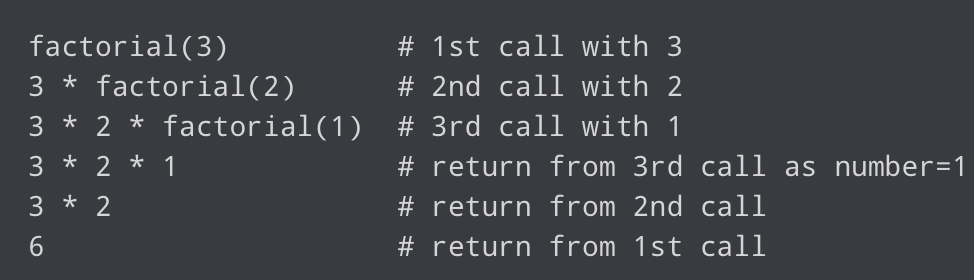 factorial(3)          # 1st call with 3
3 * factorial(2)      # 2nd call with 2
3 * 2 * factorial(1)  # 3rd call with 1
3 * 2 * 1             # return from 3rd call as number=1
3 * 2                 # return from 2nd call
6                     # return from 1st call